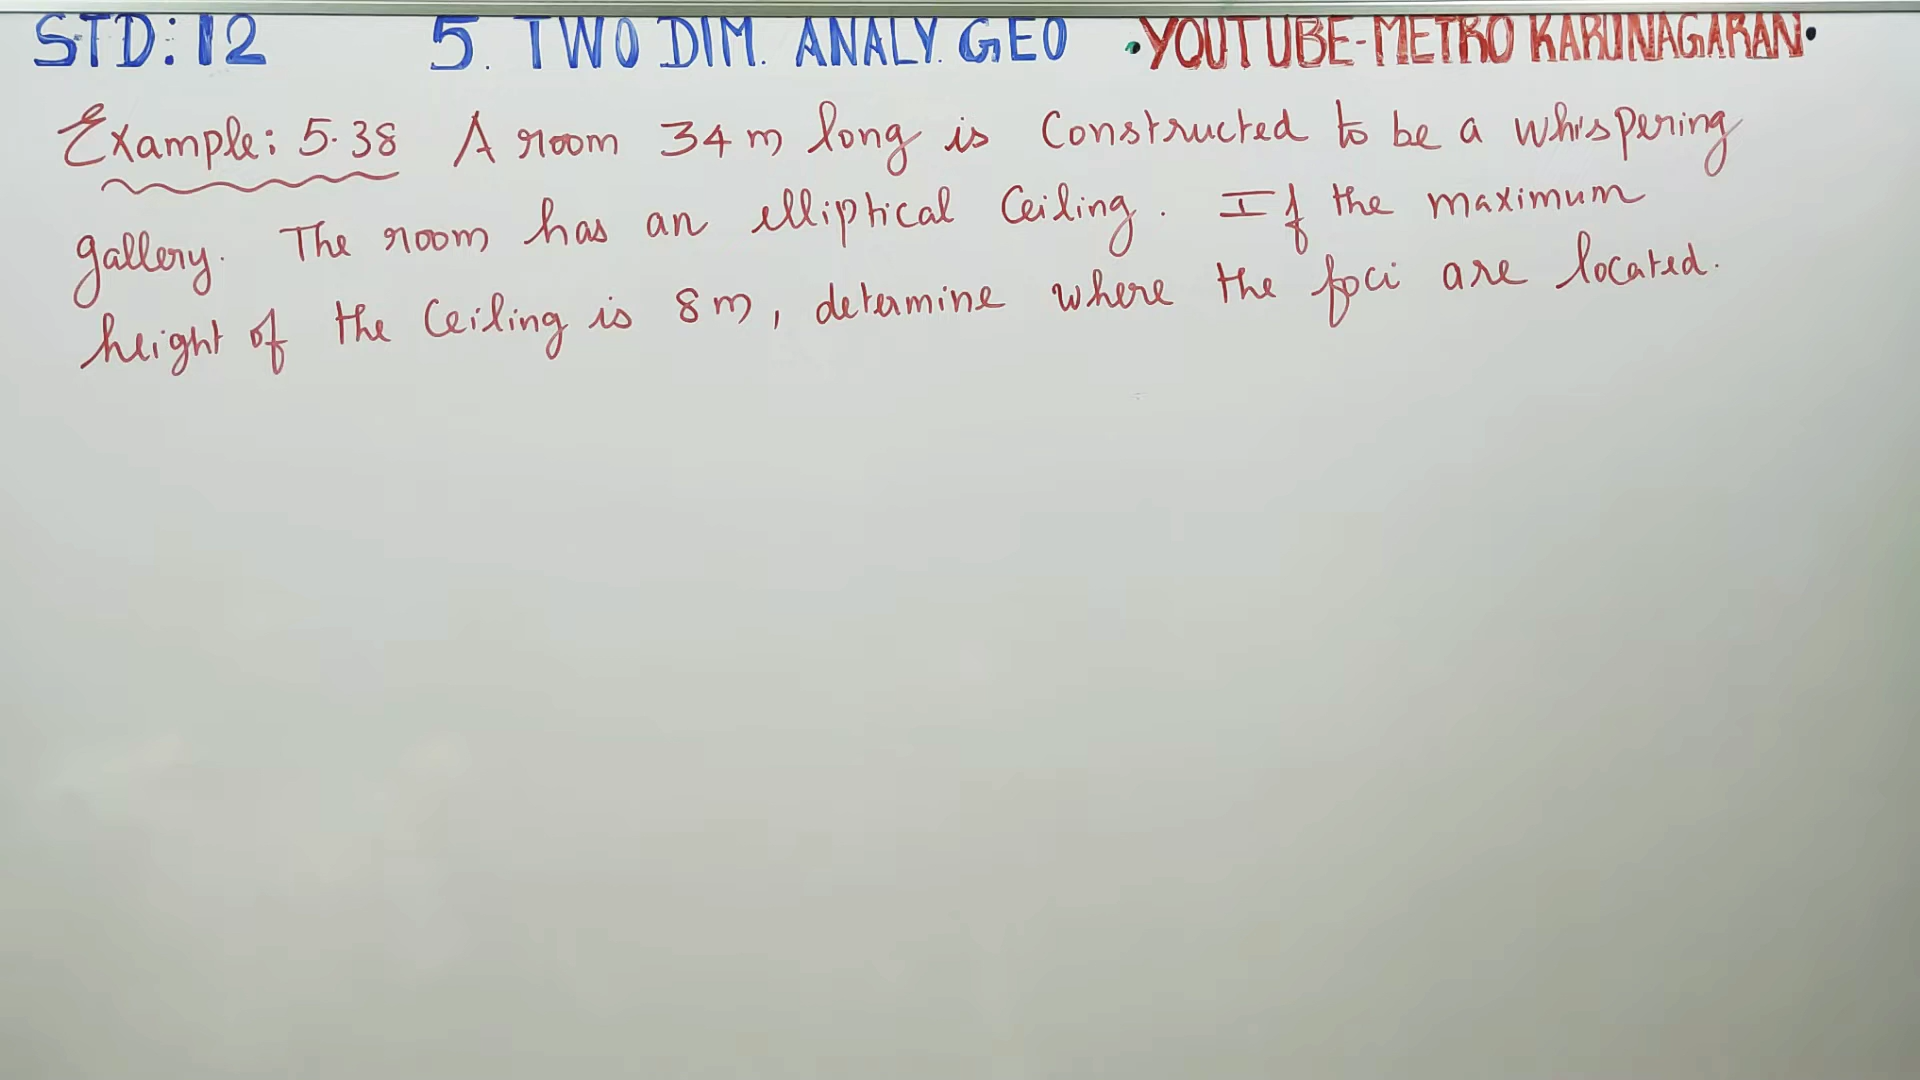 STD: 12 5. TWO DIM. ANALY. GEO •YOUTUBE-METRO KARUNAGARAN•
Example: 5.38 A room 34 m long is Constructed to be a whispering
gallery. The room has an elliptical Ceiling. If the maximum
height of the Ceiling is 8m, determine where the foci are located.